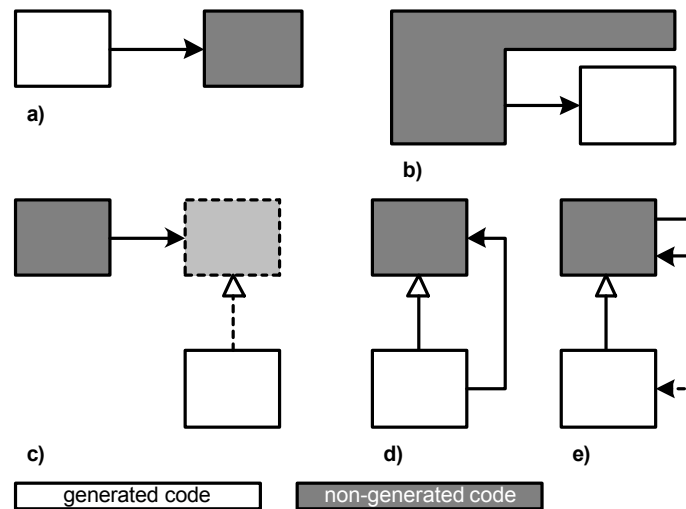 a)
b)
c)
d)
e)
generated code
non-generated code